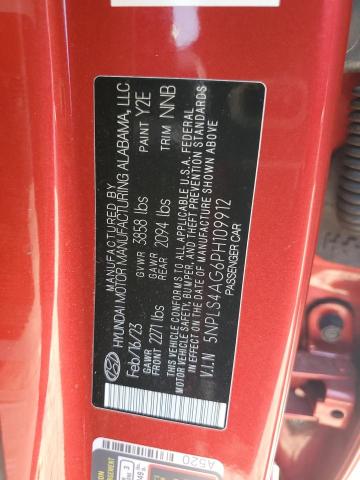 MANUFACTURED BY
HYUNDAI MOTOR MANUFACTURING ALABAMA, LLC
Feb/16/23 GVWR 3858 lbs PAINT Y2E
GAWR FRONT 2271 lbs GAWR REAR 2094 lbs TRIM NNB
THIS VEHICLE CONFORMS TO ALL APPLICABLE U.S.A. FEDERAL
MOTOR VEHICLE SAFETY, BUMPER, AND THEFT PREVENTION STANDARDS
IN EFFECT ON THE DATE OF MANUFACTURE SHOWN ABOVE
V.I.N 5NPLS4AG6PH109912
PASSENGER CAR
A520